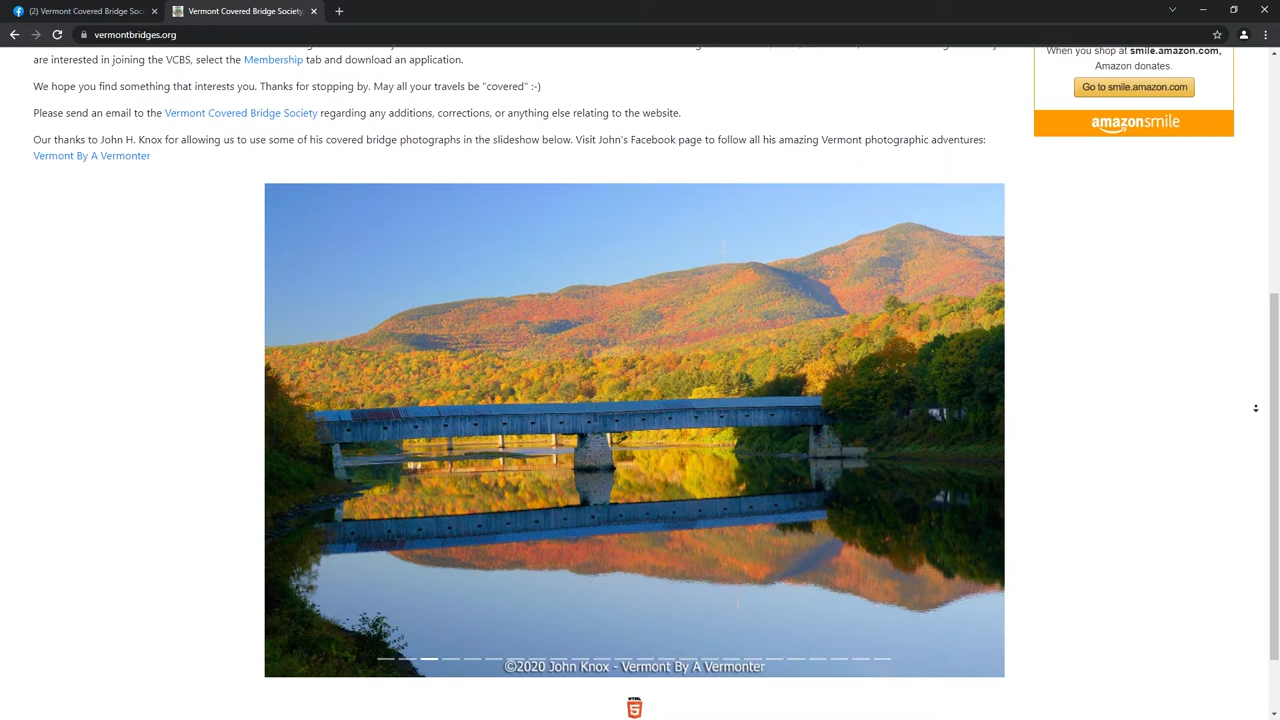 (2) Vermont Covered Bridge Soc
Vermont Covered Bridge Society
vermontbridges.org
are interested in joining the VCBS, select the Membership tab and download an application.
We hope you find something that interests you. Thanks for stopping by. May all your travels be "covered" :-)
Please send an email to the Vermont Covered Bridge Society regarding any additions, corrections, or anything else relating to the website.
Our thanks to John H. Knox for allowing us to use some of his covered bridge photographs in the slideshow below. Visit John's Facebook page to follow all his amazing Vermont photographic adventures:
Vermont By A Vermonter
When you shop at smile.amazon.com,
Amazon donates.
Go to smile.amazon.com
amazonsmile
©2020 John Knox - Vermont By A Vermonter
HTML
5